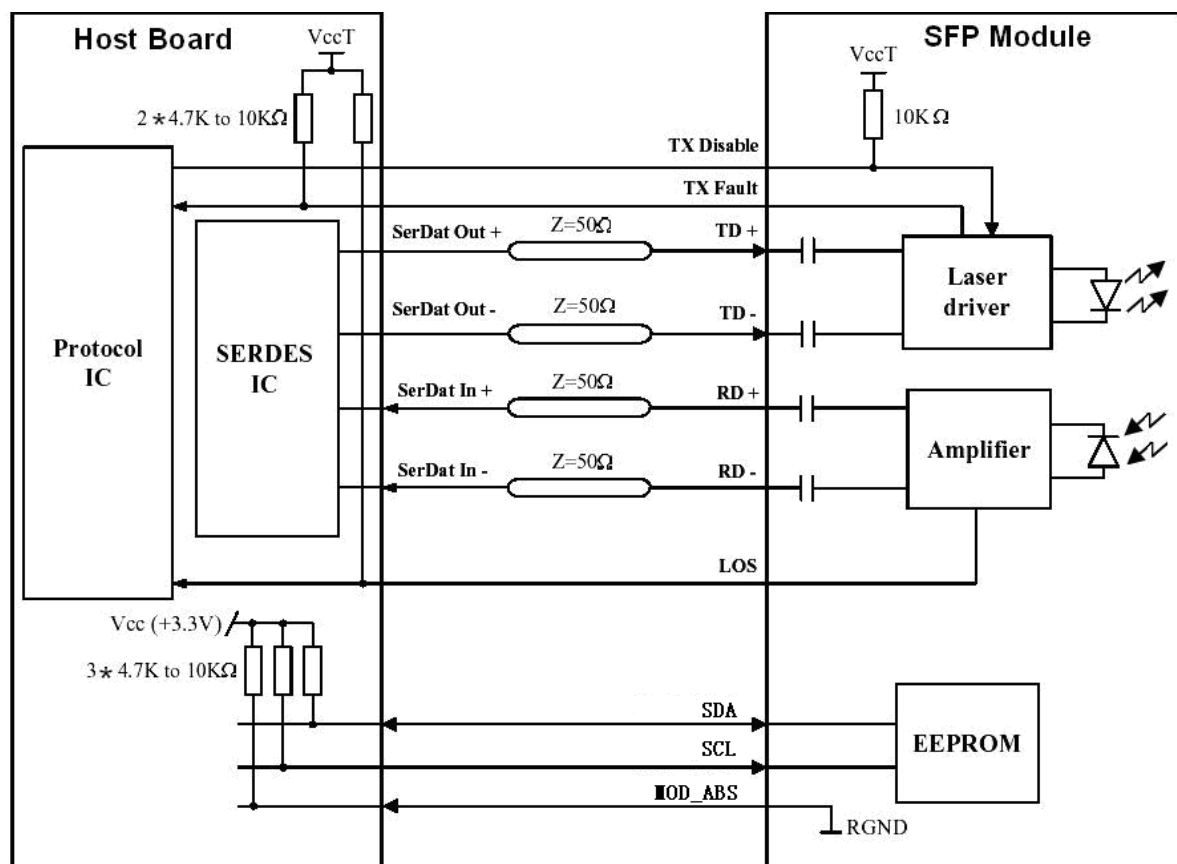 Host Board
SFP Module
VccT
VccT
2*4.7K to 10KΩ
10KΩ
TX Disable
TX Fault
SerDat Out +
Z=50Ω
TD +
Laser driver
SerDat Out -
Z=50Ω
TD -
Protocol IC
SERDES IC
SerDat In +
Z=50Ω
RD +
Amplifier
SerDat In -
Z=50Ω
RD -
LOS
Vcc (+3.3V)
3*4.7K to 10KΩ
SDA
EEPROM
SCL
MOD_ABS
RGND